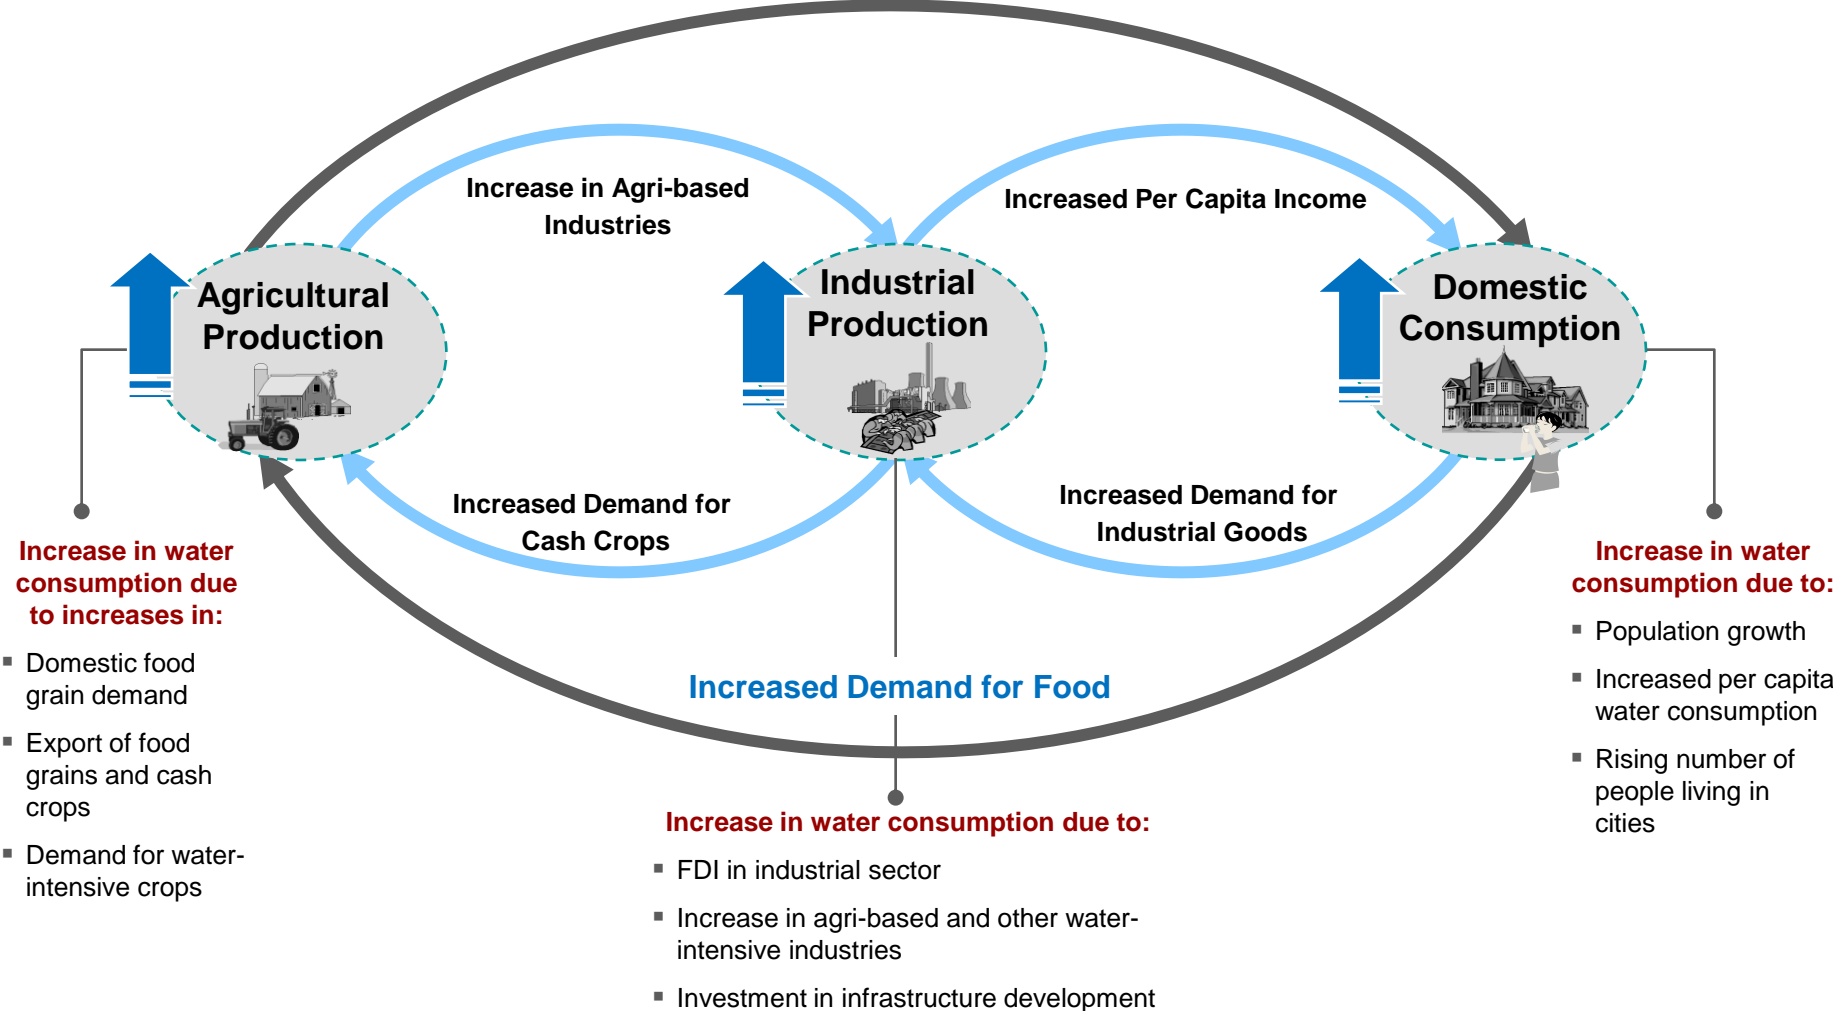 Increase in Agri-based
Industries
Increased Per Capita Income
Agricultural
Production
Industrial
Production
Domestic
Consumption
Increased Demand for
Cash Crops
Increased Demand for
Industrial Goods
Increase in water
consumption due
to increases in:
▪ Domestic food
grain demand
▪ Export of food
grains and cash
crops
▪ Demand for water-
intensive crops
Increased Demand for Food
Increase in water consumption due to:
▪ FDI in industrial sector
▪ Increase in agri-based and other water-
intensive industries
▪ Investment in infrastructure development
Increase in water
consumption due to:
▪ Population growth
▪ Increased per capita
water consumption
▪ Rising number of
people living in
cities